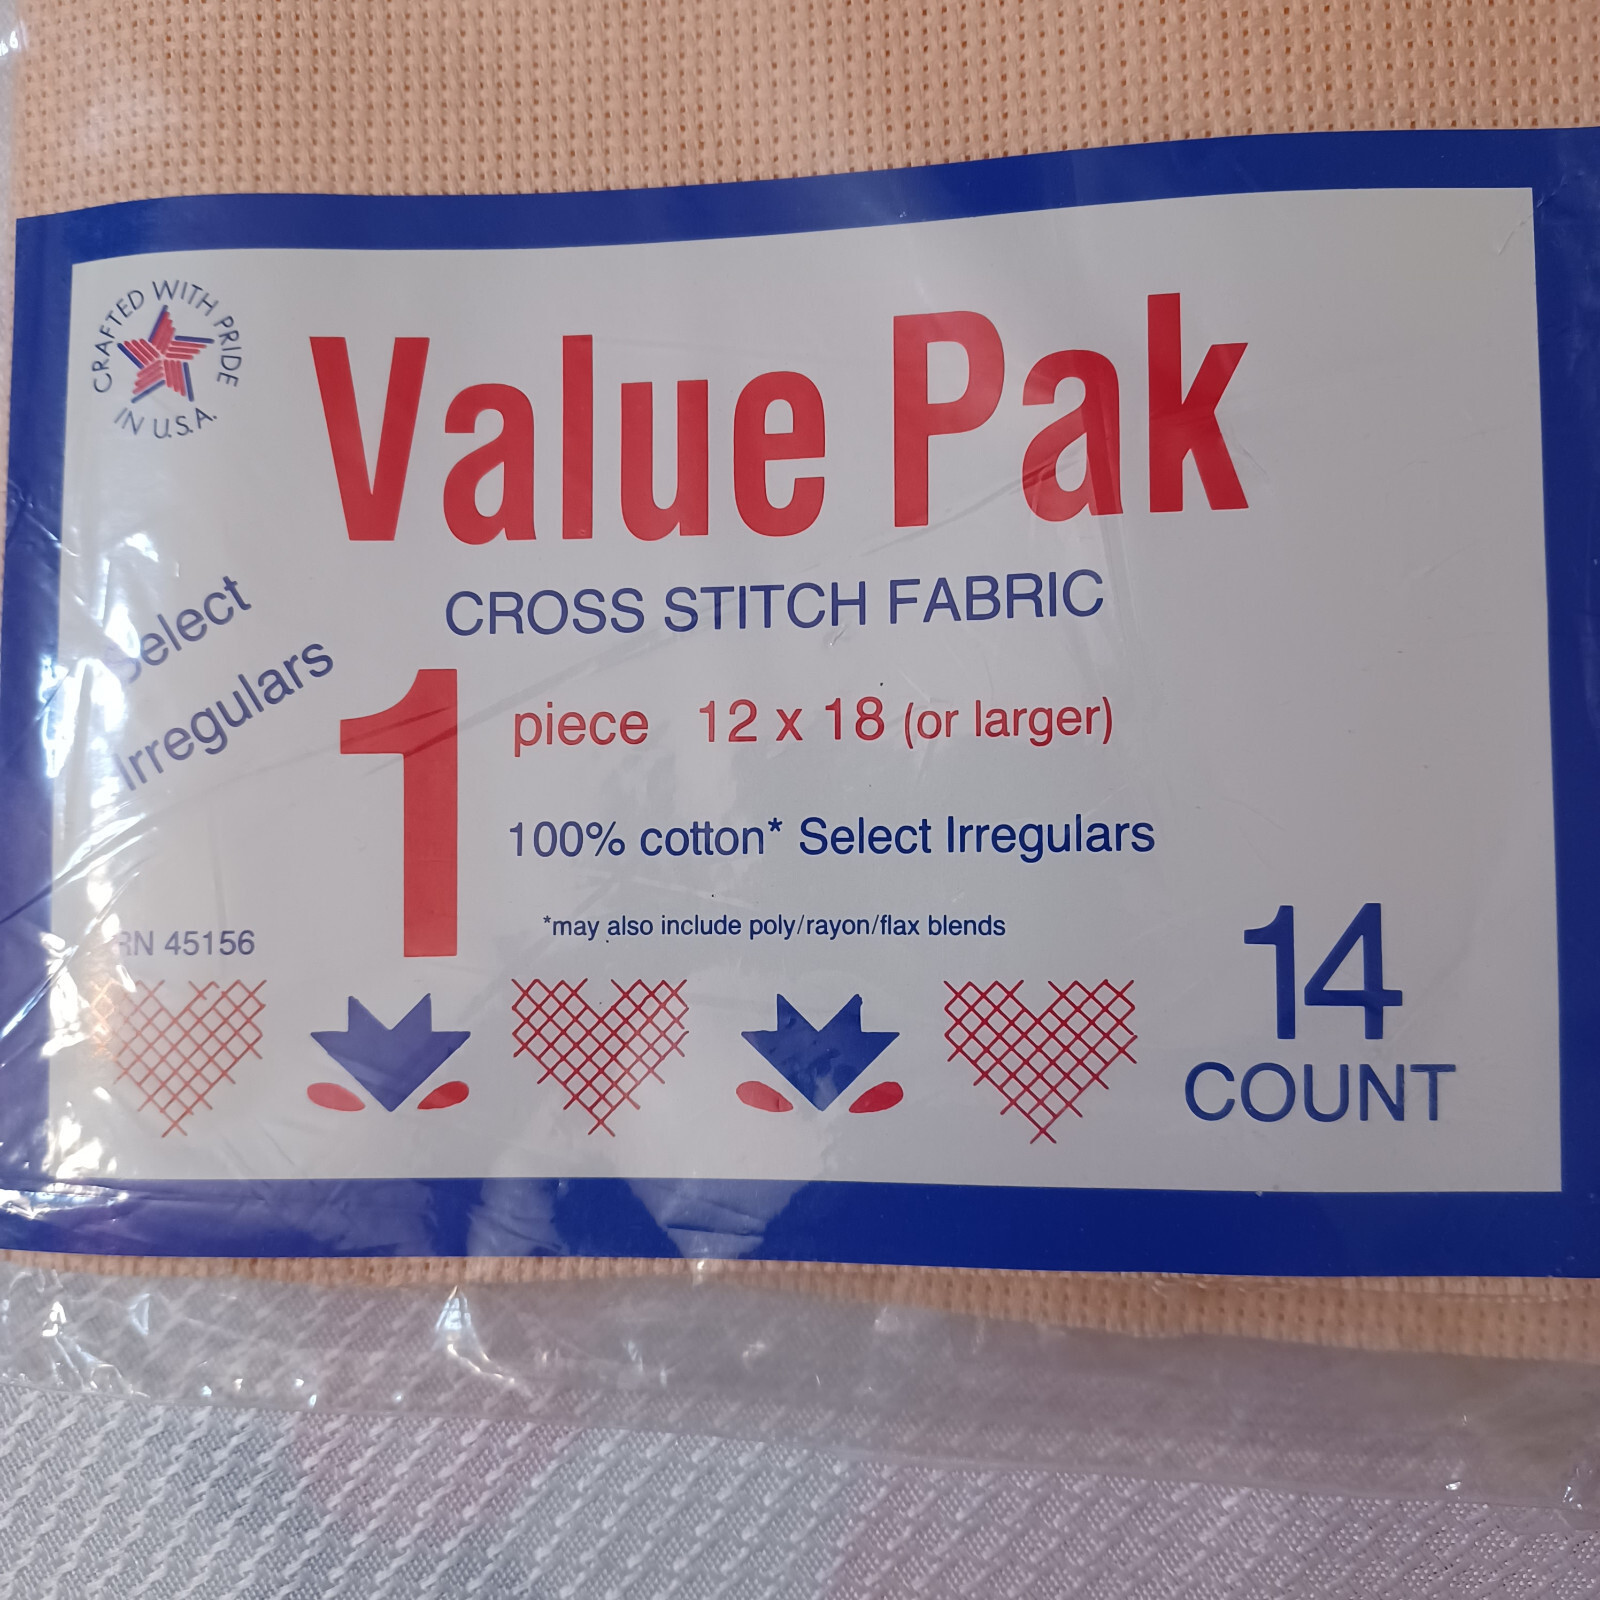 CRAFTED WITH PRIDE
IN U.S.A.
Value Pak
CROSS STITCH FABRIC
Select
Irregulars
1 piece 12 x 18 (or larger)
100% cotton* Select Irregulars
*may also include poly/rayon/flax blends
RN 45156
14
COUNT